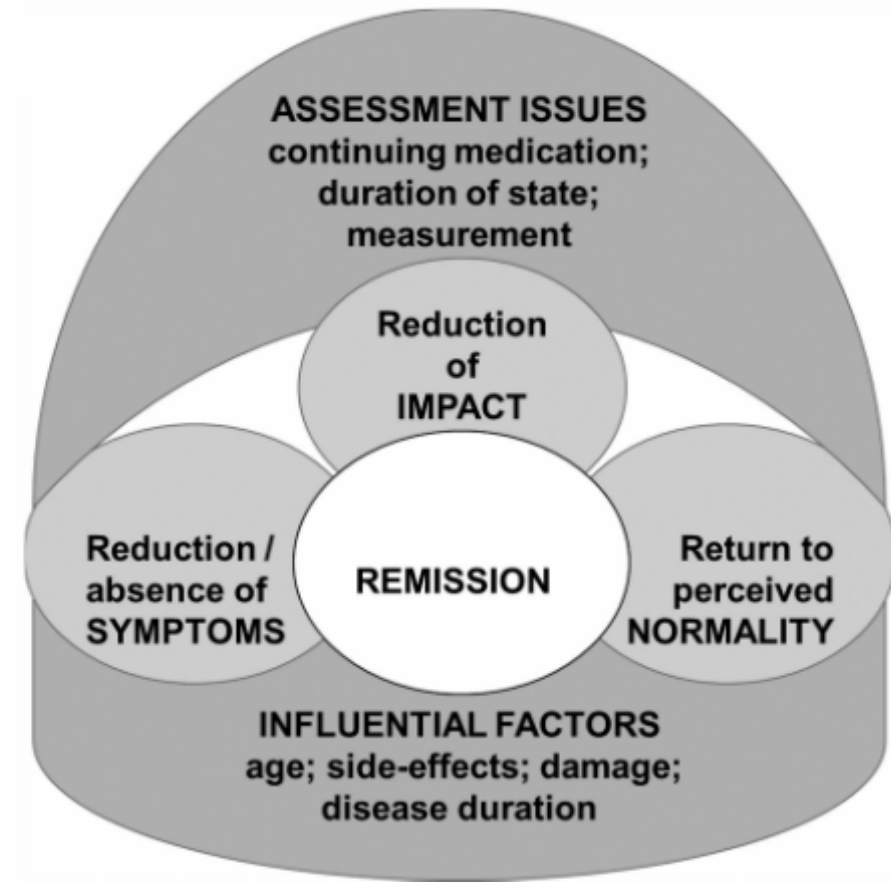 ASSESSMENT ISSUES
continuing medication;
duration of state;
measurement
Reduction
of
IMPACT
Reduction /
absence of
SYMPTOMS
REMISSION
Return to
perceived
NORMALITY
INFLUENTIAL FACTORS
age; side-effects; damage;
disease duration